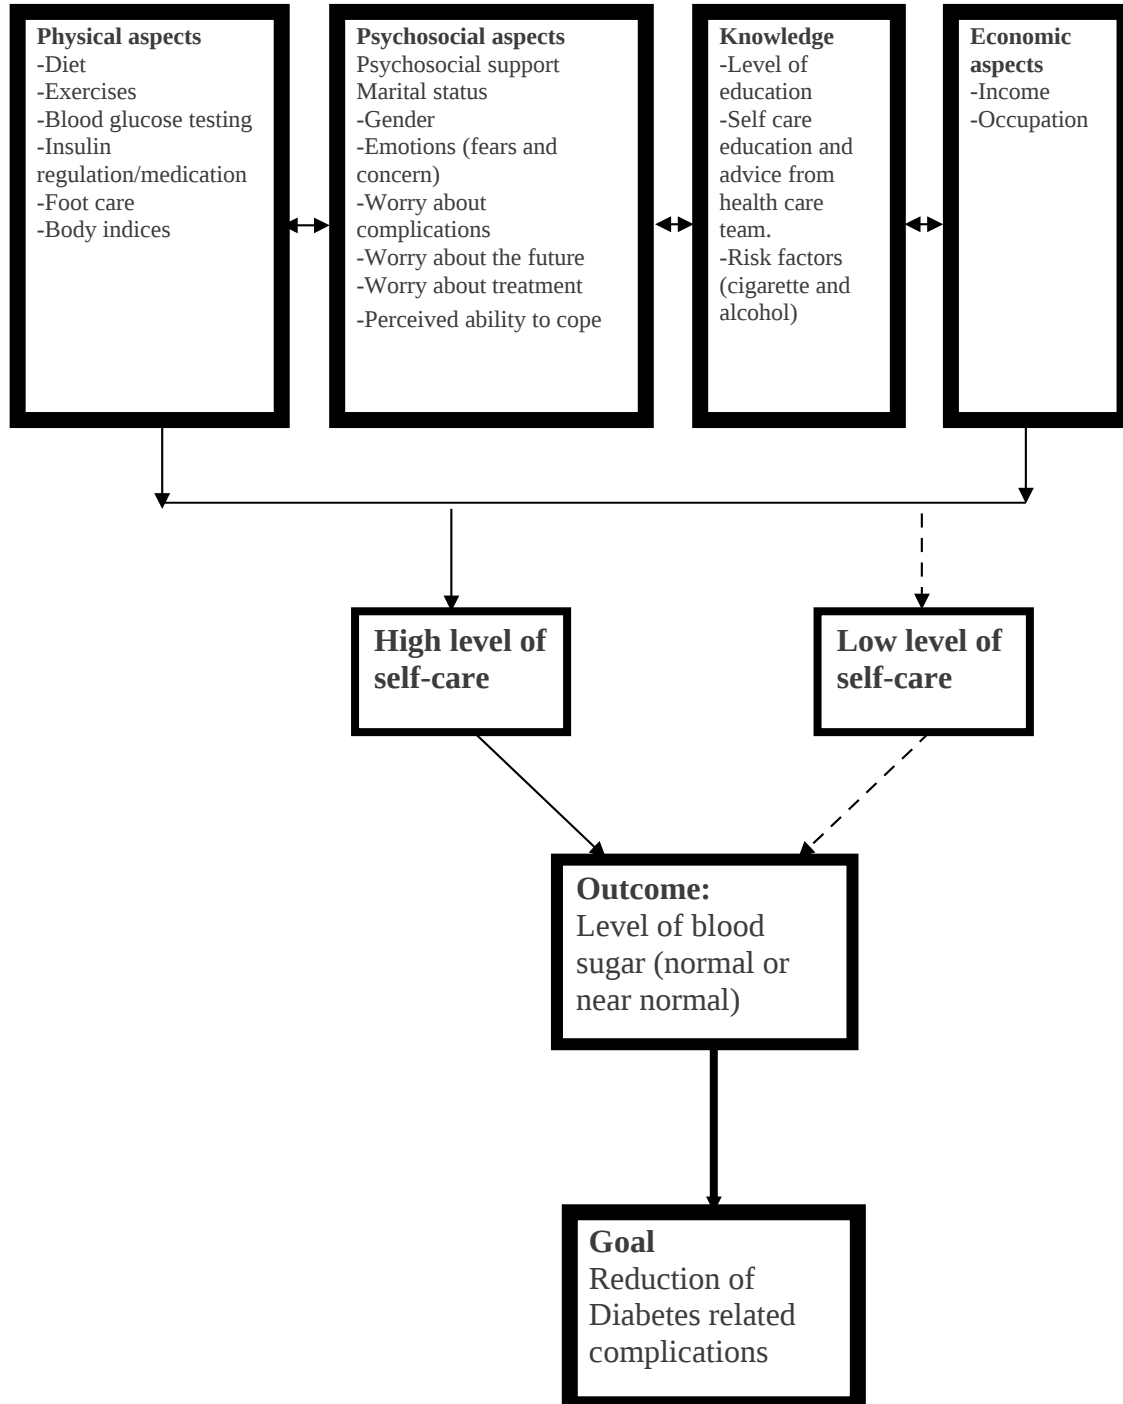 Physical aspects
-Diet
-Exercises
-Blood glucose testing
-Insulin
regulation/medication
-Foot care
-Body indices
Psychosocial aspects
Psychosocial support
Marital status
-Gender
-Emotions (fears and
concern)
-Worry about
complications
-Worry about the future
-Worry about treatment
-Perceived ability to cope
Knowledge
-Level of
education
-Self care
education and
advice from
health care
team.
-Risk factors
(cigarette and
alcohol)
Economic
aspects
-Income
-Occupation
High level of
self-care
Low level of
self-care
Outcome:
Level of blood
sugar (normal or
near normal)
Goal
Reduction of
Diabetes related
complications